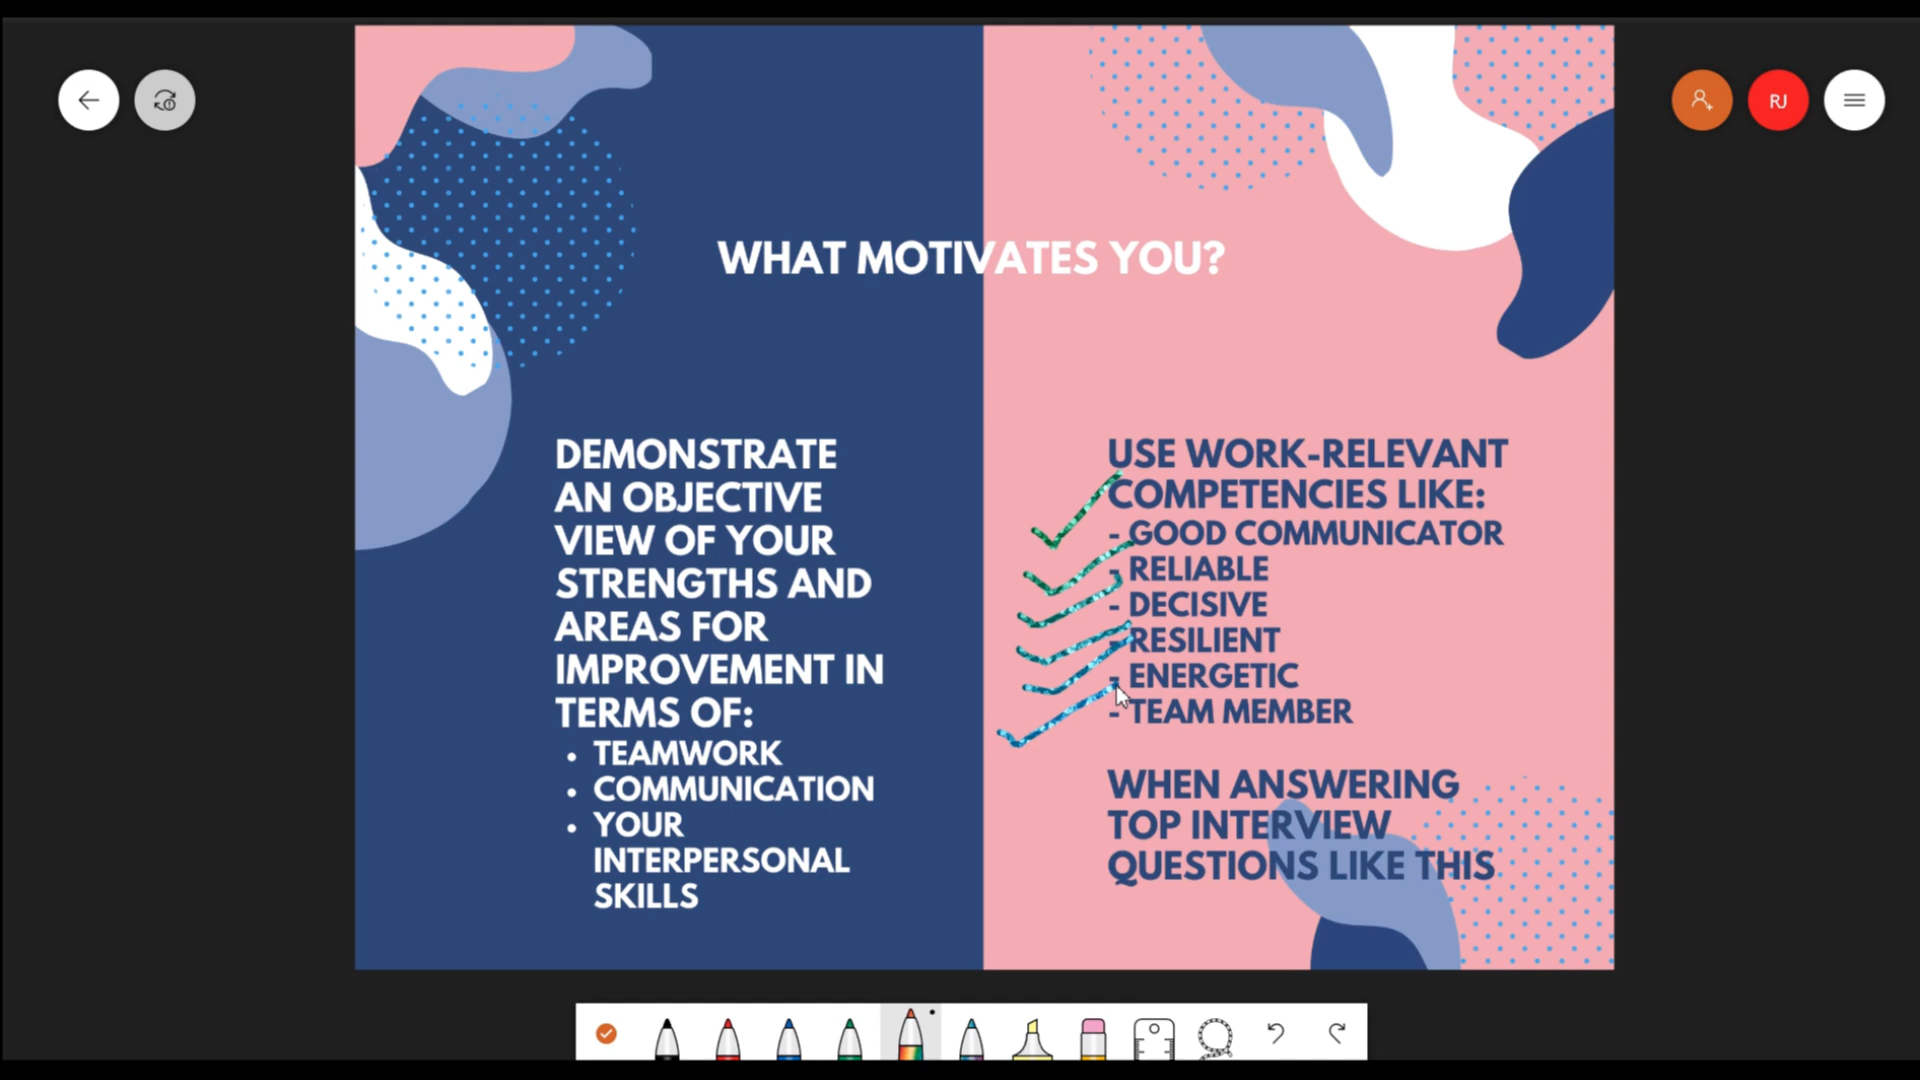 RJ
WHAT MOTIVATES YOU?
DEMONSTRATE
AN OBJECTIVE
VIEW OF YOUR
STRENGTHS AND
AREAS FOR
IMPROVEMENT IN
TERMS OF:
• TEAMWORK
• COMMUNICATION
• YOUR
INTERPERSONAL
SKILLS
USE WORK-RELEVANT
COMPETENCIES LIKE:
- GOOD COMMUNICATOR
- RELIABLE
- DECISIVE
- RESILIENT
- ENERGETIC
- TEAM MEMBER
WHEN ANSWERING
TOP INTERVIEW
QUESTIONS LIKE THIS